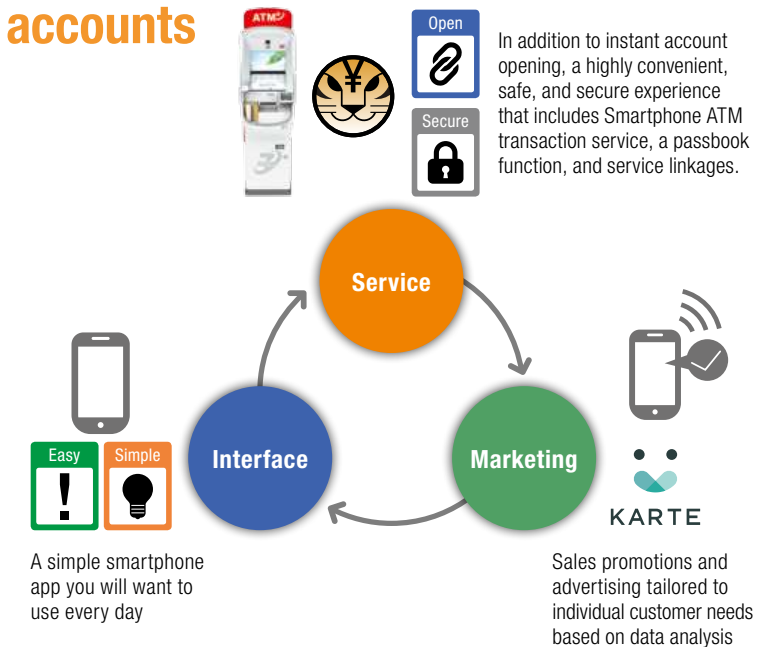 accounts
ATM
¥
Open
Secure
In addition to instant account
opening, a highly convenient,
safe, and secure experience
that includes Smartphone ATM
transaction service, a passbook
function, and service linkages.
Service
Interface
Marketing
Easy
Simple
!
KARTE
A simple smartphone
app you will want to
use every day
Sales promotions and
advertising tailored to
individual customer needs
based on data analysis